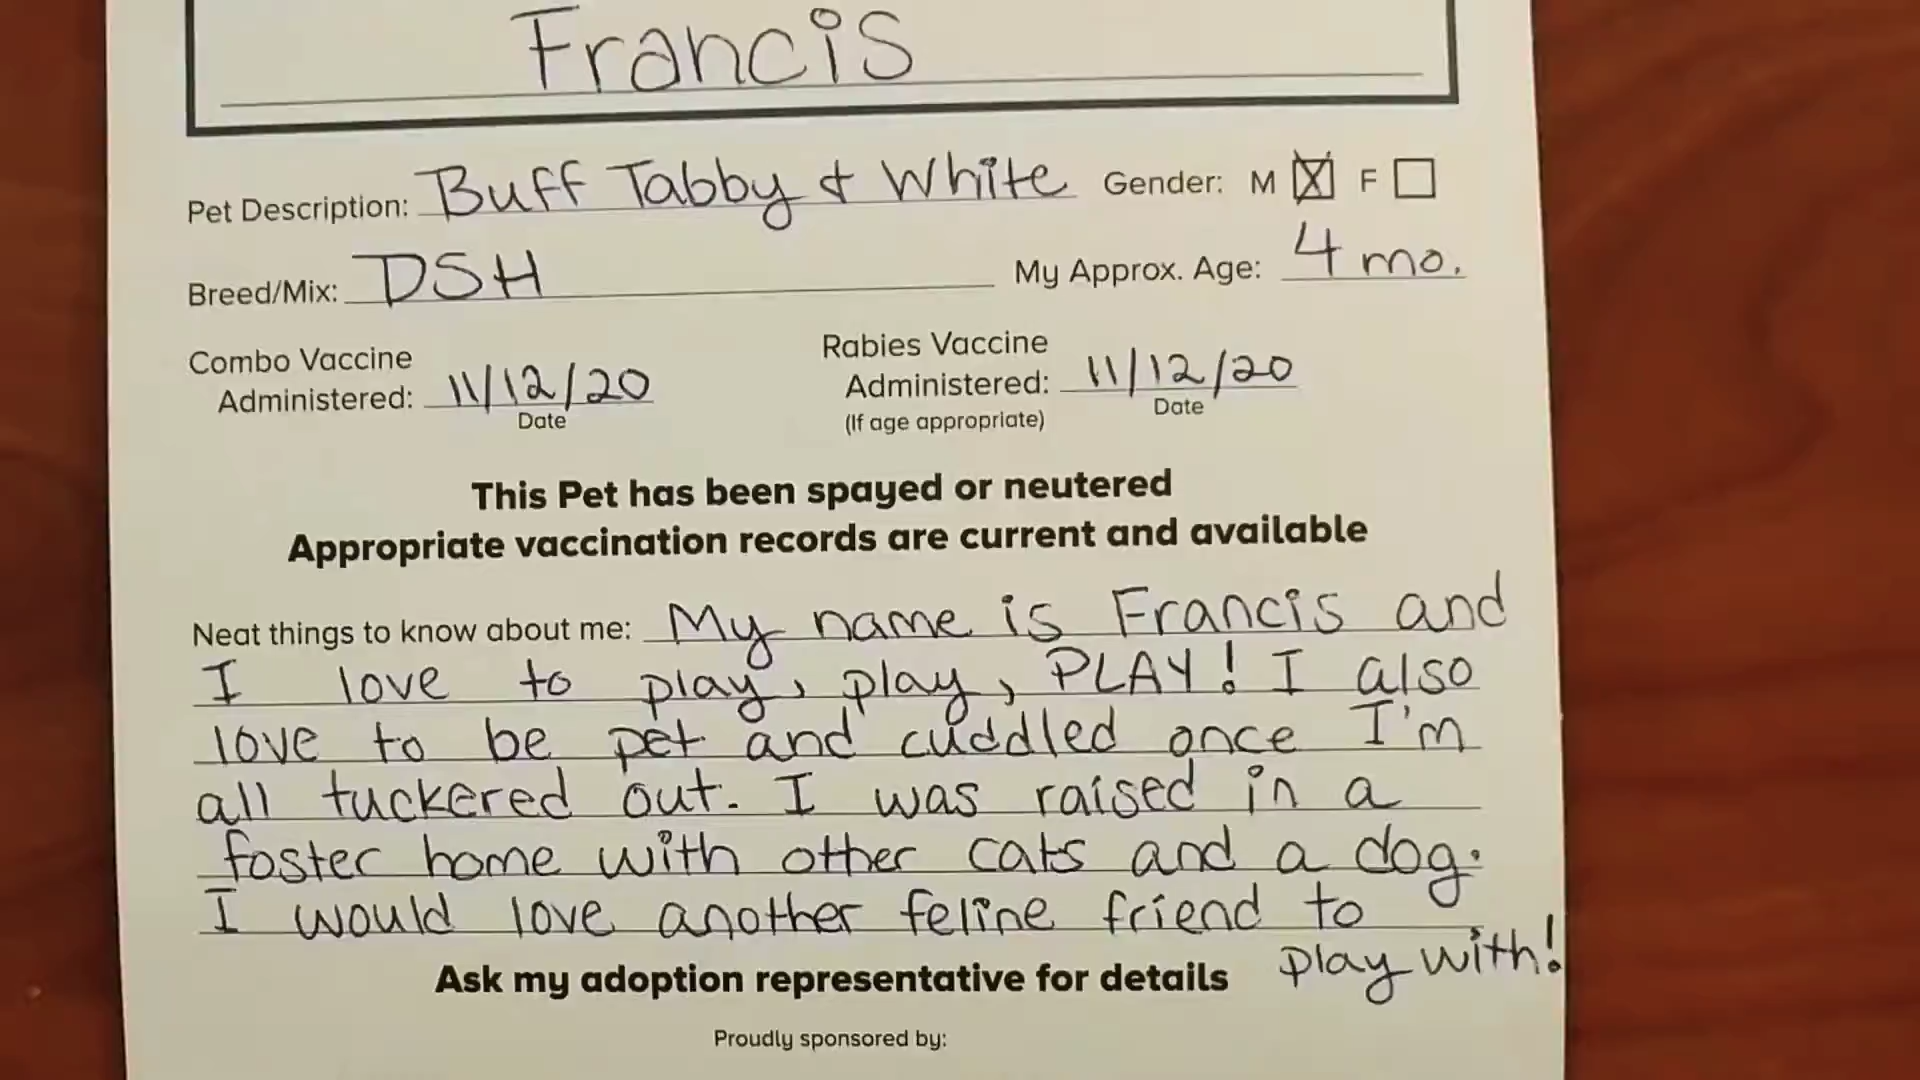 Francis
Pet Description: Buff Tabby & White Gender: M F
Breed/Mix: DSH My Approx. Age: 4 mo.
Combo Vaccine Administered: 11/12/20
Date
Rabies Vaccine Administered: 11/12/20
(If age appropriate) Date
This Pet has been spayed or neutered
Appropriate vaccination records are current and available
Neat things to know about me: My name is Francis and
I love to play, play, PLAY! I also
love to be pet and cuddled once I'm
all tuckered out. I was raised in a
foster home with other cats and a dog.
I would love another feline friend to
play with!
Ask my adoption representative for details
Proudly sponsored by: